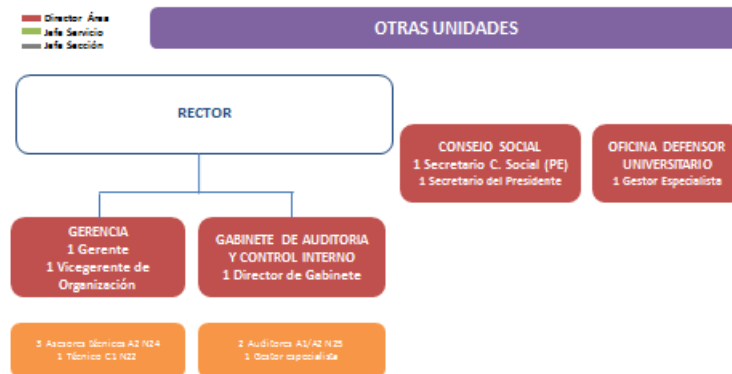 Director Área
Jefe Servicio
Jefe Sección
OTRAS UNIDADES
RECTOR
CONSEJO SOCIAL
1 Secretario C. Social (PE)
1 Secretario del Presidente
OFICINA DEFENSOR
UNIVERSITARIO
1 Gestor Especialista
GERENCIA
1 Gerente
1 Vicegerente de
Organización
GABINETE DE AUDITORIA
Y CONTROL INTERNO
1 Director de Gabinete
3 Asesores técnicos A2 N24
1 Técnico C1 N22
2 Auditores A1/A2 N25
1 Gestor especialista